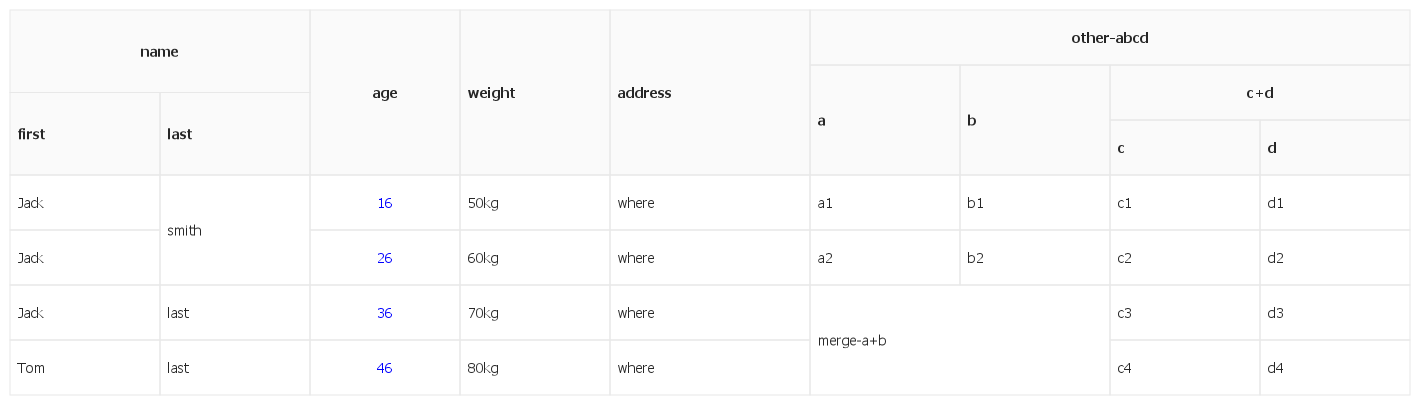 name age weight address other-abcd
first last a b c+d
c d
Jack smith 16 50kg where a1 b1 c1 d1
Jack 26 60kg where a2 b2 c2 d2
Jack last 36 70kg where merge-a+b c3 d3
Tom last 46 80kg where c4 d4